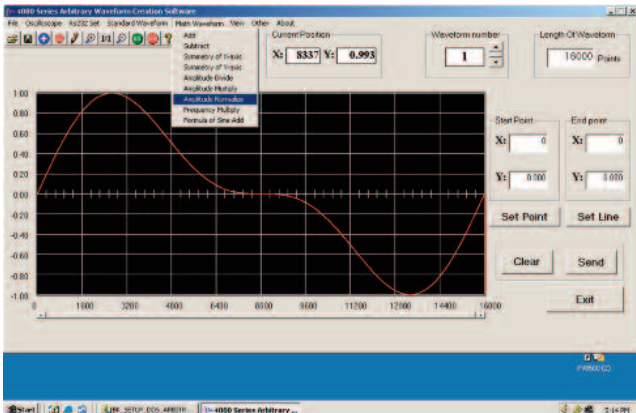 4080 Series Arbitrary Waveform Creation Software
File Oscilloscope Rs232 Set Standard Waveform Math Waveform View Other About
Add
Subtract
Symmetry of X-axis
Symmetry of Y-axis
Amplitude Divide
Amplitude Multiply
Amplitude Normalize
Frequency Multiply
Formula of Sine Add
Current Position
X: 8337 Y: 0.993
Waveform number
1
Length Of Waveform
16000 Points
1.00
0.80
0.60
0.40
0.20
0.00
-0.20
-0.40
-0.60
-0.80
-1.00
0 1600 3200 4800 6400 8000 9600 11200 12800 14400 16000
Start Point
X: 0
Y: 0.000
End point
X: 0
Y: 0.000
Set Point Set Line
Clear Send
Exit
Start
4080 Series Arbitrary ...
5:14 PM